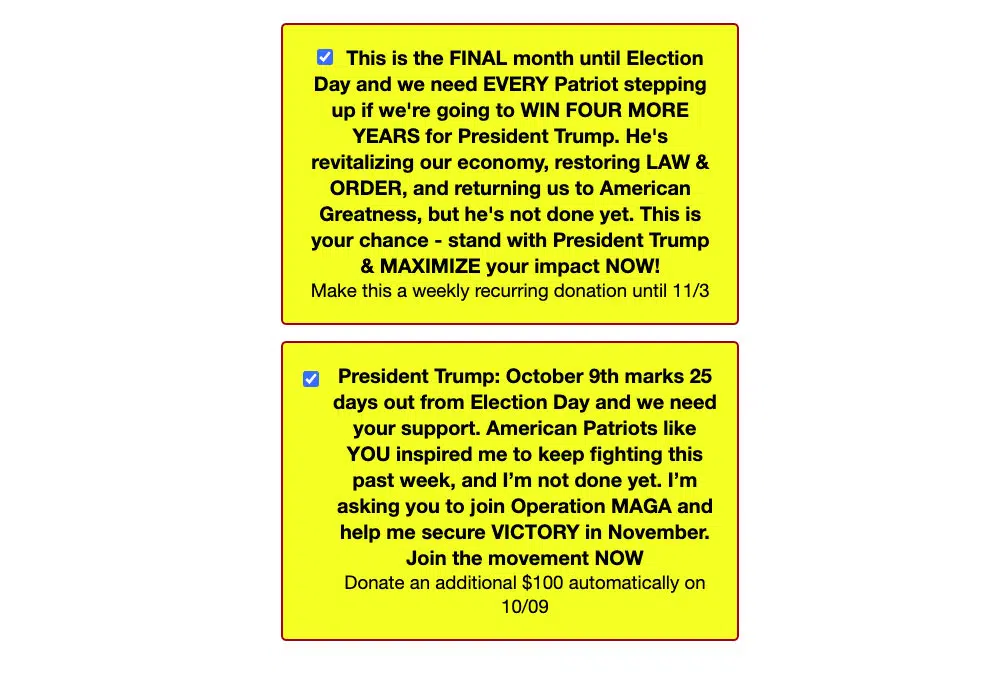 This is the FINAL month until Election
Day and we need EVERY Patriot stepping
up if we're going to WIN FOUR MORE
YEARS for President Trump. He's
revitalizing our economy, restoring LAW &
ORDER, and returning us to American
Greatness, but he's not done yet. This is
your chance - stand with President Trump
& MAXIMIZE your impact NOW!
Make this a weekly recurring donation until 11/3
President Trump: October 9th marks 25
days out from Election Day and we need
your support. American Patriots like
YOU inspired me to keep fighting this
past week, and I’m not done yet. I’m
asking you to join Operation MAGA and
help me secure VICTORY in November.
Join the movement NOW
Donate an additional $100 automatically on
10/09